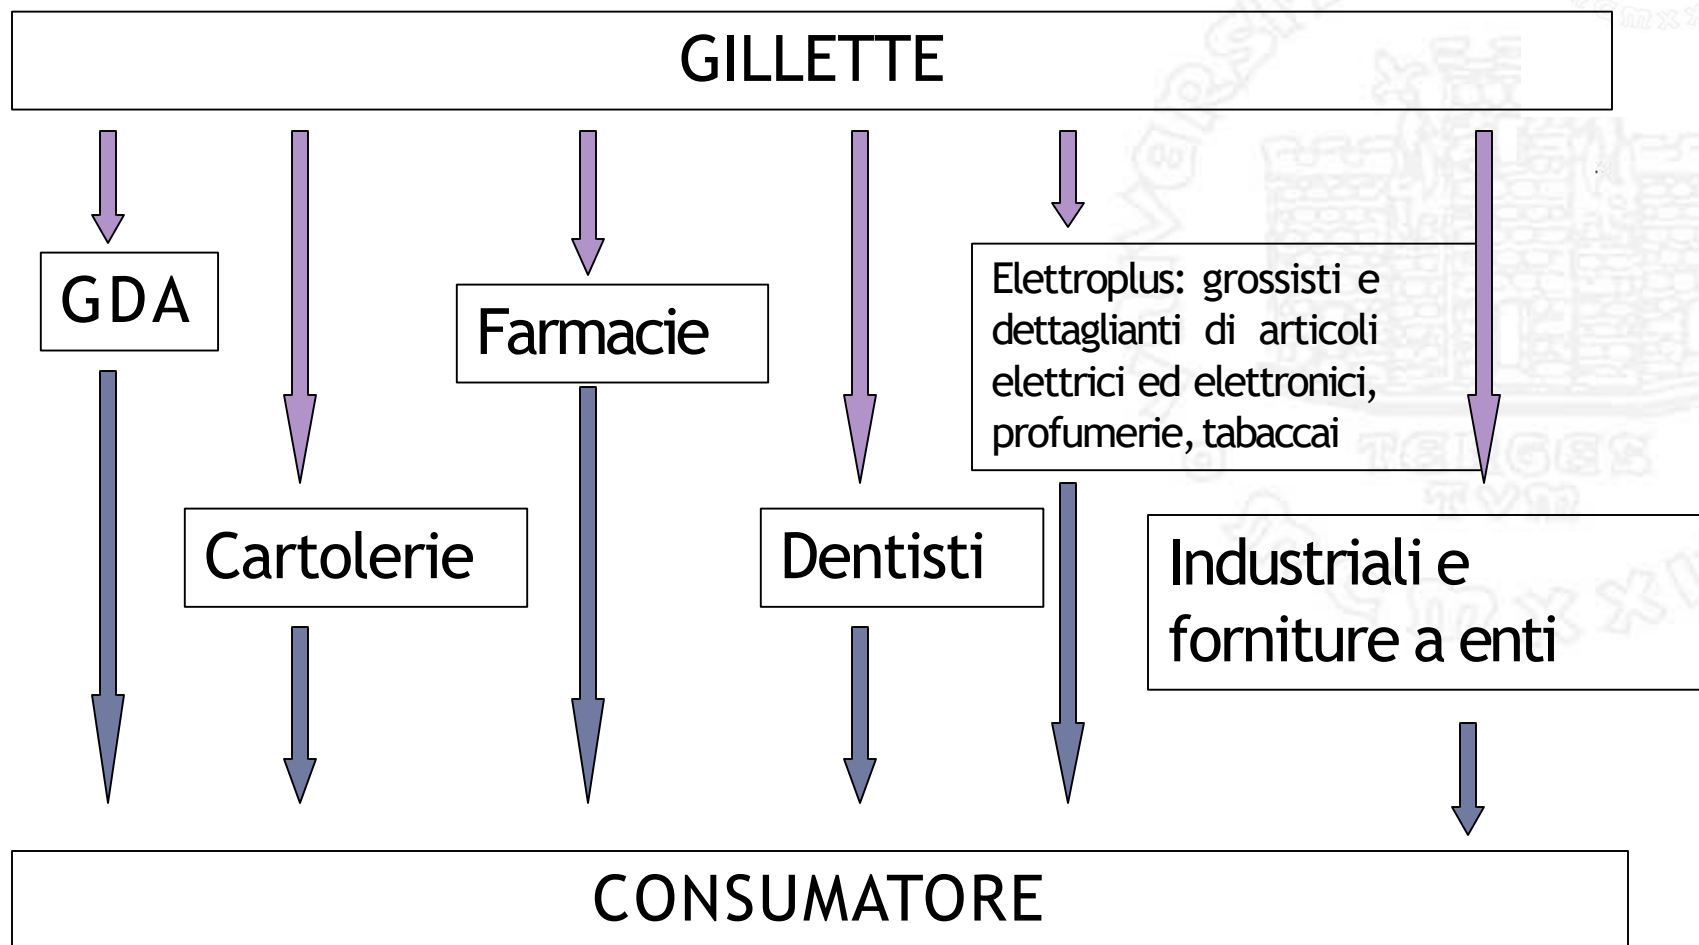 GILLETTE
GDA
Farmacie
Elettroplus: grossisti e
dettaglianti di articoli
elettrici ed elettronici,
profumerie, tabaccai
Cartolerie
Dentisti
Industriali e
forniture a enti
CONSUMATORE